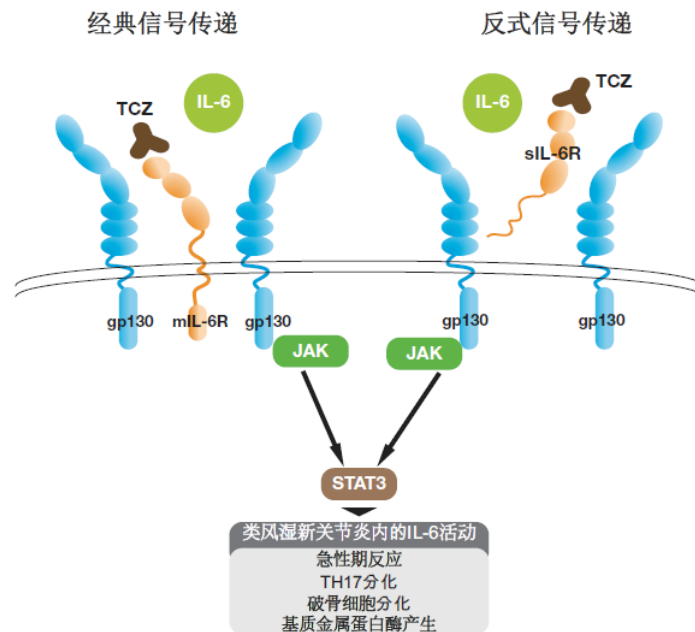 经典信号传递
反式信号传递
TCZ
IL-6
IL-6
TCZ
sIL-6R
gp130
mIL-6R
gp130
gp130
gp130
JAK
JAK
STAT3
类风湿新关节炎内的IL-6活动
急性期反应
TH17分化
破骨细胞分化
基质金属蛋白酶产生